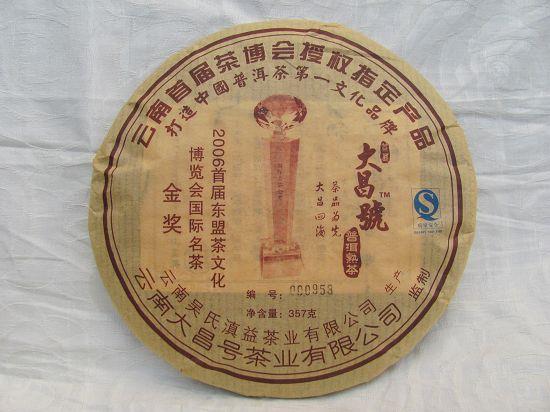 云南首届茶博会授权指定产品
打造中國普洱茶第一文化品牌
2006首届东盟茶文化
博览会国际名茶
金奖
大昌號TM
普洱熟茶
茶品为先
大昌四海
编号: 000958
净含量: 357克
云南吴氏滇益茶业有限公司 生产
云南大昌号茶业有限公司 监制